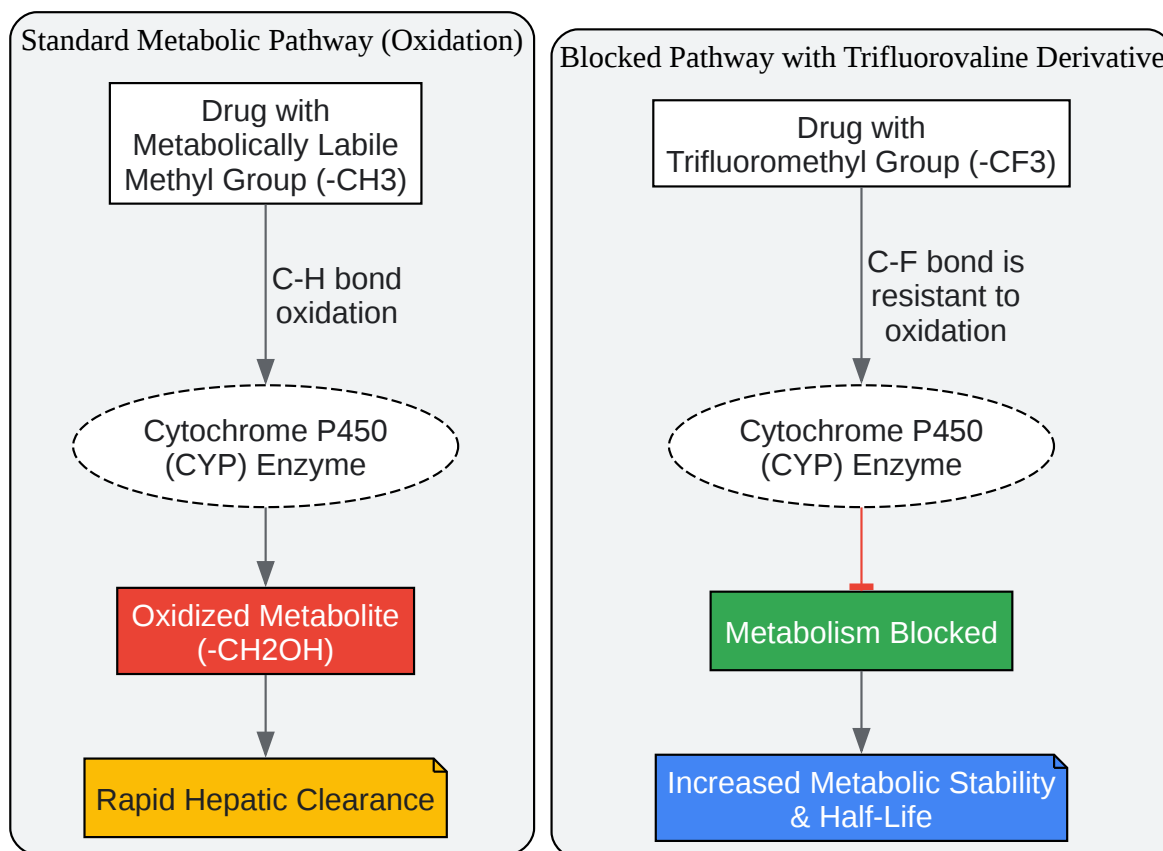 Standard Metabolic Pathway (Oxidation)
Drug with
Metabolically Labile
Methyl Group (-CH3)
C-H bond
oxidation
Cytochrome P450
(CYP) Enzyme
Oxidized Metabolite
(-CH2OH)
Rapid Hepatic Clearance
Blocked Pathway with Trifluorovaline Derivative
Drug with
Trifluoromethyl Group (-CF3)
C-F bond is
resistant to
oxidation
Cytochrome P450
(CYP) Enzyme
Metabolism Blocked
Increased Metabolic Stability
& Half-Life